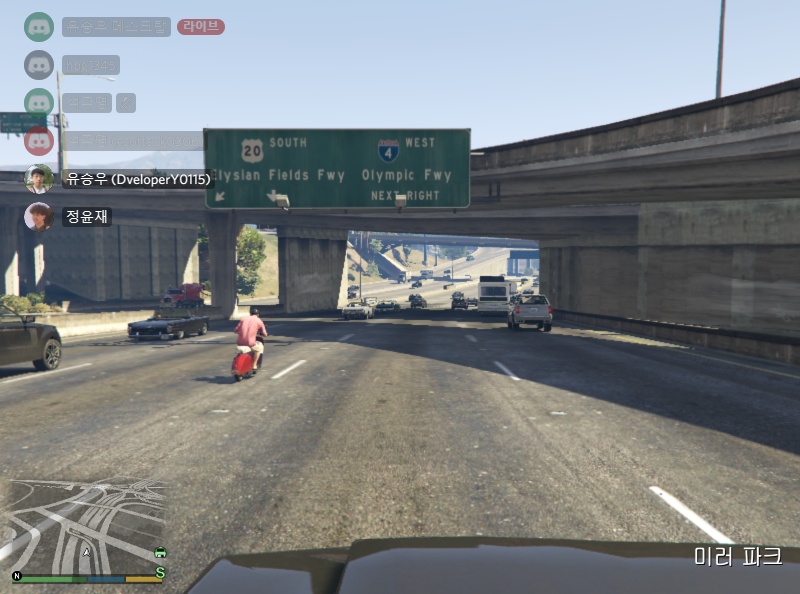 라이브
유승우 (DveloperY0115)
정윤재
20 SOUTH
4 WEST
lysian Fields Fwy
Olympic Fwy
NEXT RIGHT
N
S
미러 파크